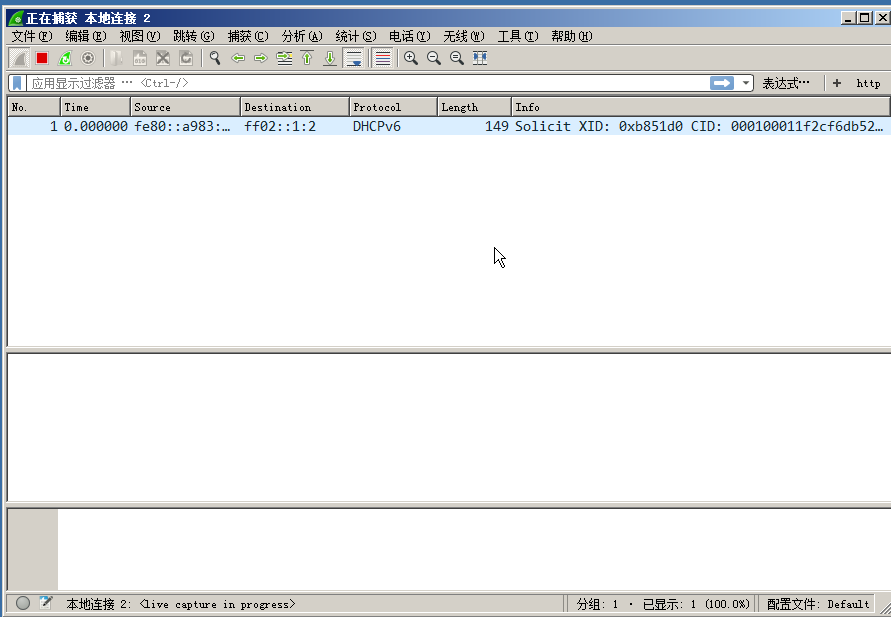 正在捕获 本地连接 2
文件(F) 编辑(E) 视图(V) 跳转(G) 捕获(C) 分析(A) 统计(S) 电话(Y) 无线(W) 工具(T) 帮助(H)
应用显示过滤器 … <Ctrl-/> 表达式… + http
No. Time Source Destination Protocol Length Info
1 0.000000 fe80::a983:… ff02::1:2 DHCPv6 149 Solicit XID: 0xb851d0 CID: 000100011f2cf6db52…
本地连接 2: <live capture in progress> 分组: 1 · 已显示: 1 (100.0%) 配置文件: Default